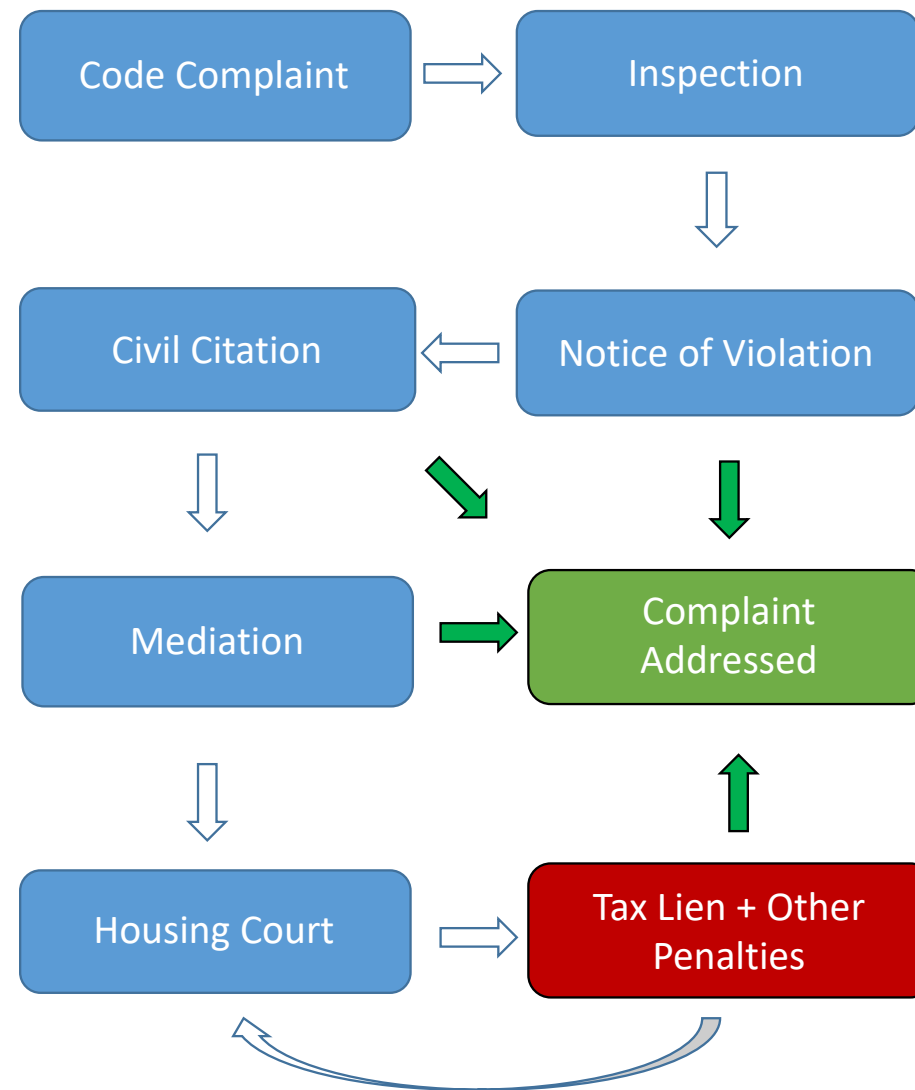 Code Complaint
Inspection
Civil Citation
Notice of Violation
Mediation
Complaint
Addressed
Housing Court
Tax Lien + Other
Penalties